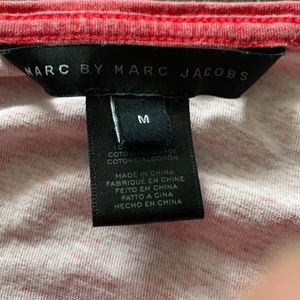 MARC BY MARC JACOBS
M
COTONE/ALGODÓN
MADE IN CHINA
FABRIQUÉ EN CHINE
FEITO EM CHINA
FATTO A CINA
HECHO EN CHINA